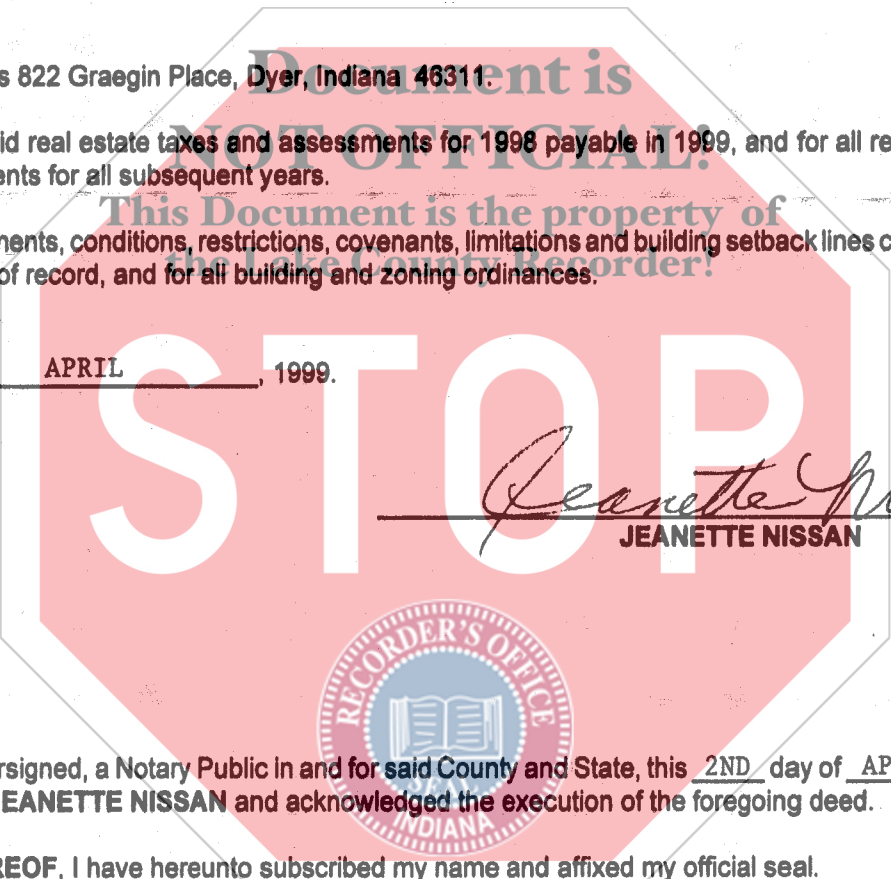 Document is
s 822 Graegin Place, Dyer, Indiana 46311.
NOT OFFICIAL!
id real estate taxes and assessments for 1998 payable in 1999, and for all re
ents for all subsequent years.
This Document is the property of
nents, conditions, restrictions, covenants, limitations and building setback lines c
the Lake County Recorder!
of record, and for all building and zoning ordinances.
APRIL, 1999.
STOP
Jeanette Ni
JEANETTE NISSAN
RECORDER'S OFFICE
SEAL
INDIANA
rsigned, a Notary Public in and for said County and State, this 2ND day of AP
EANETTE NISSAN and acknowledged the execution of the foregoing deed.
REOF, I have hereunto subscribed my name and affixed my official seal.